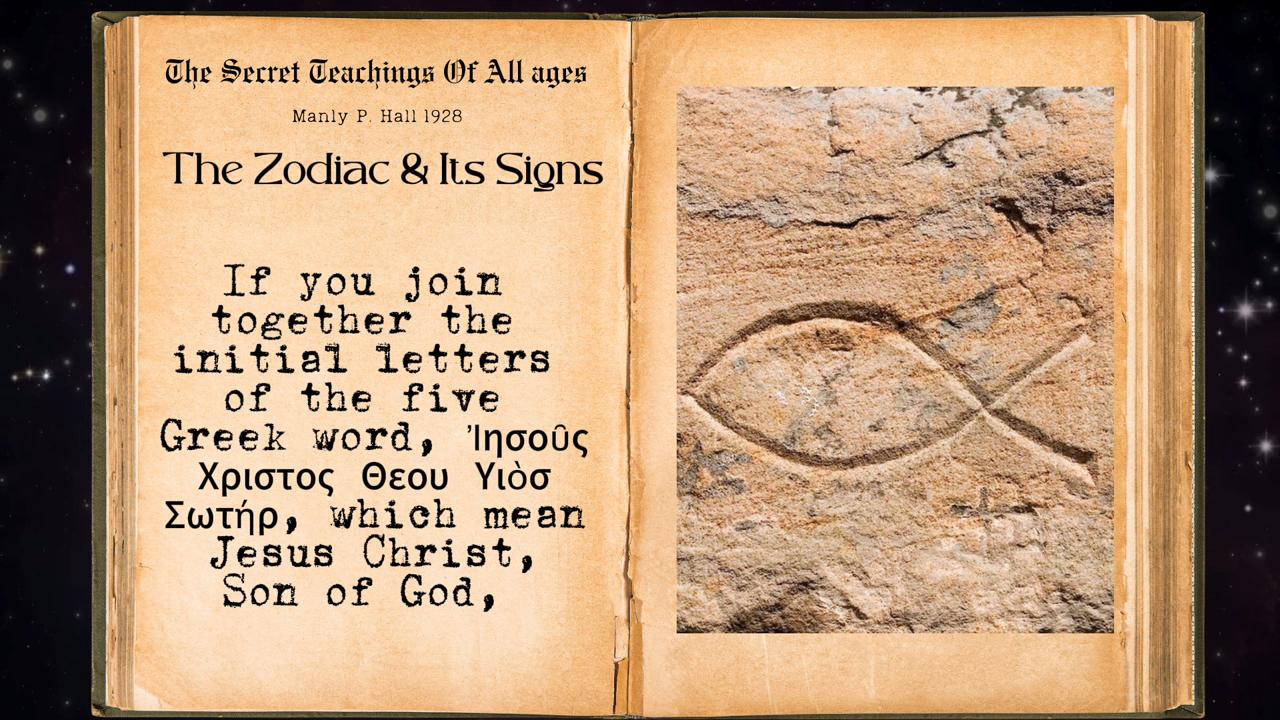 The Secret Teachings Of All ages
Manly P. Hall 1928
The Zodiac & Its Signs
If you join
together the
initial letters
of the five
Greek word, Ἰησοῦς
Χριστος Θεου Υιὸσ
Σωτήρ, which mean
Jesus Christ,
Son of God,